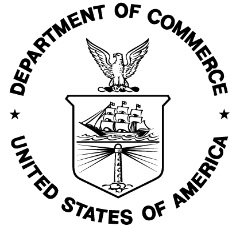 DEPARTMENT OF COMMERCE
UNITED STATES OF AMERICA